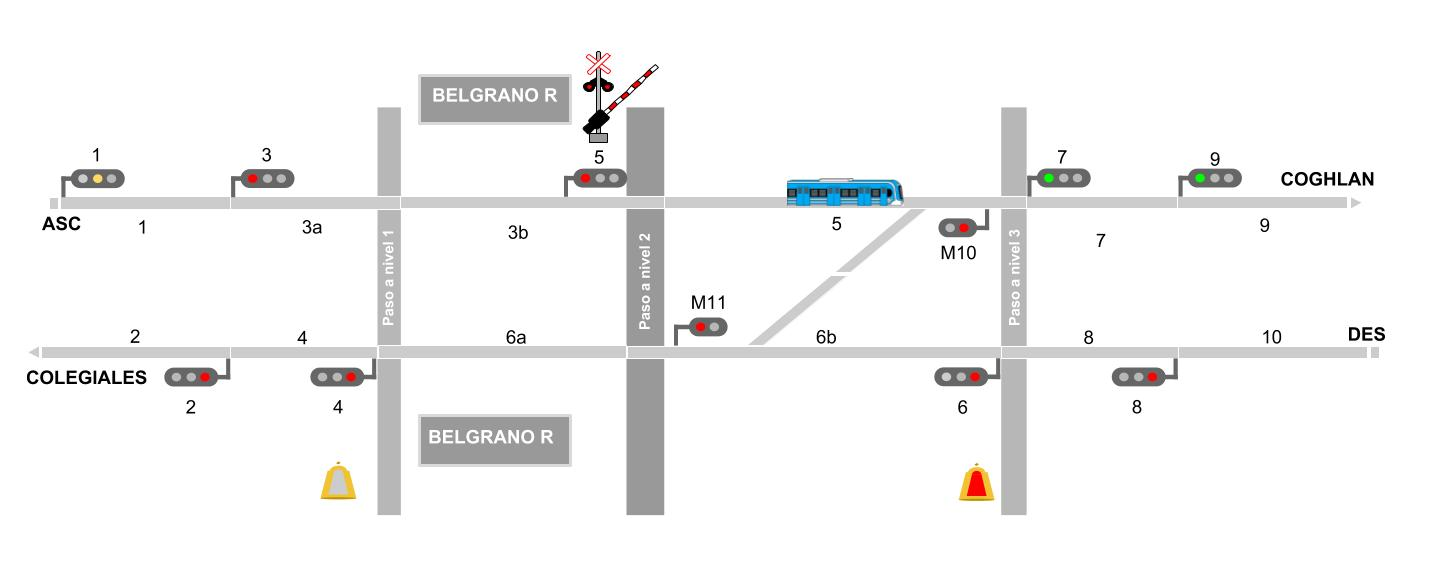 BELGRANO R
1
3
5
7
9
COGHLAN
ASC
1
3a
3b
5
7
9
M10
Paso a nivel 1
Paso a nivel 2
Paso a nivel 3
M11
2
4
6a
6b
8
10
DES
COLEGIALES
2
4
6
8
BELGRANO R